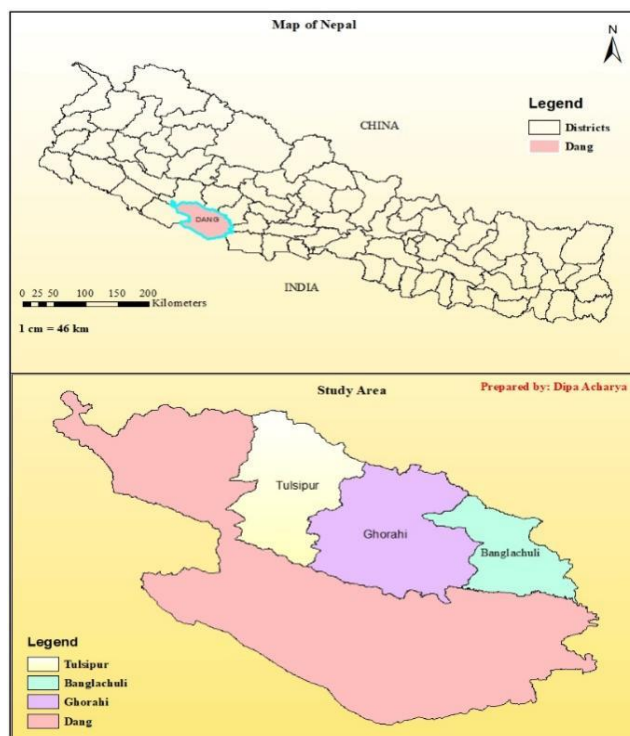 Map of Nepal
N
Legend
Districts
Dang
CHINA
DANG
INDIA
0 25 50 100 150 200
Kilometers
1 cm = 46 km
Study Area
Prepared by: Dipa Acharya
Tulsipur
Ghorahi
Banglachuli
Legend
Tulsipur
Banglachuli
Ghorahi
Dang